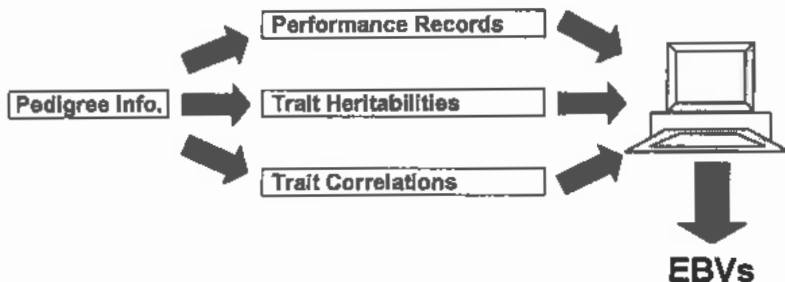 Performance Records
Pedigree Info.
Trait Heritabilities
Trait Correlations
EBVs